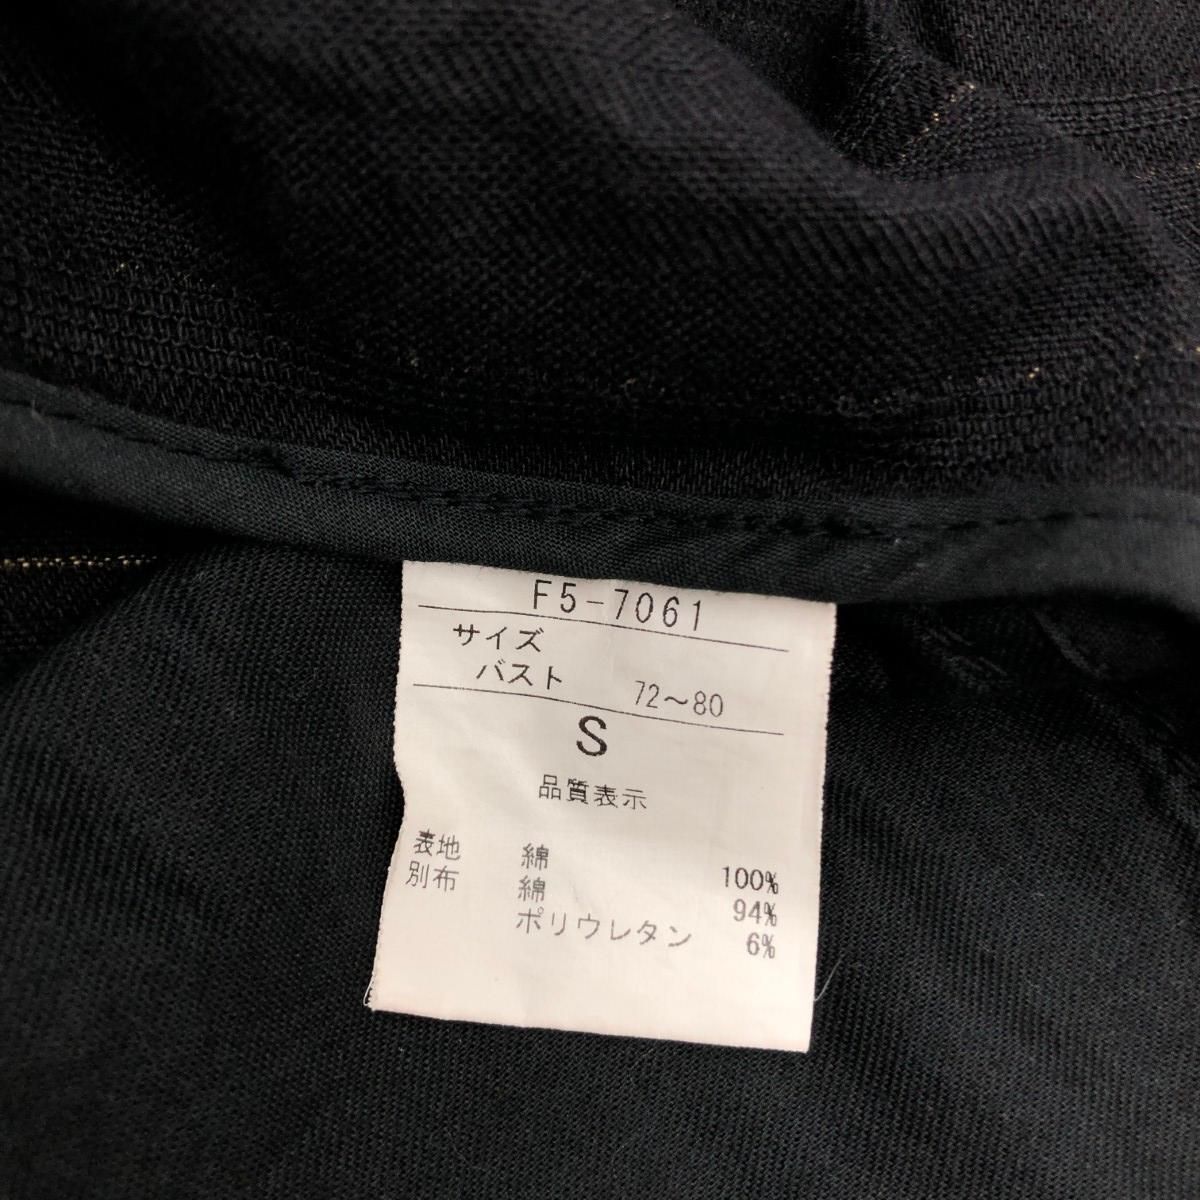 F5-7061
サイズ
バスト 72～80
S
品質表示
表地 綿 100%
別布 綿 94%
ポリウレタン 6%